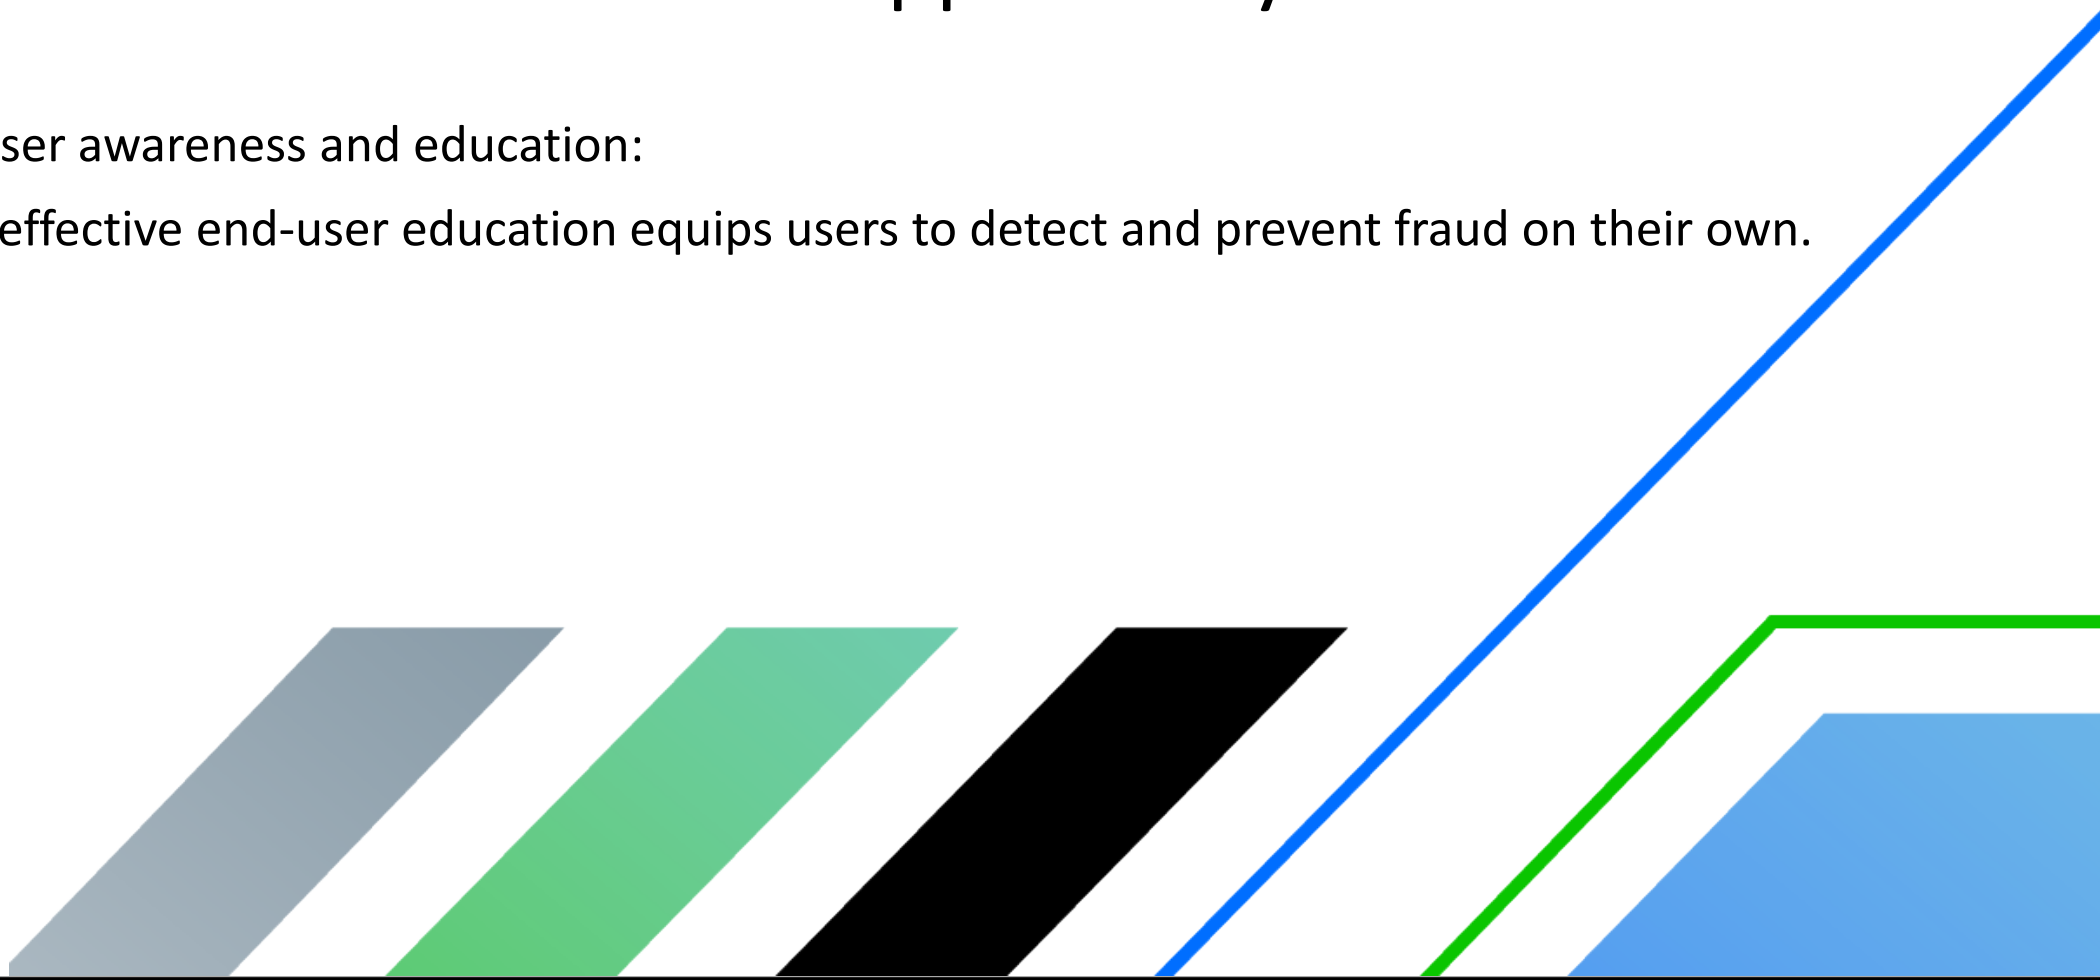 ser awareness and education:
effective end-user education equips users to detect and prevent fraud on their own.